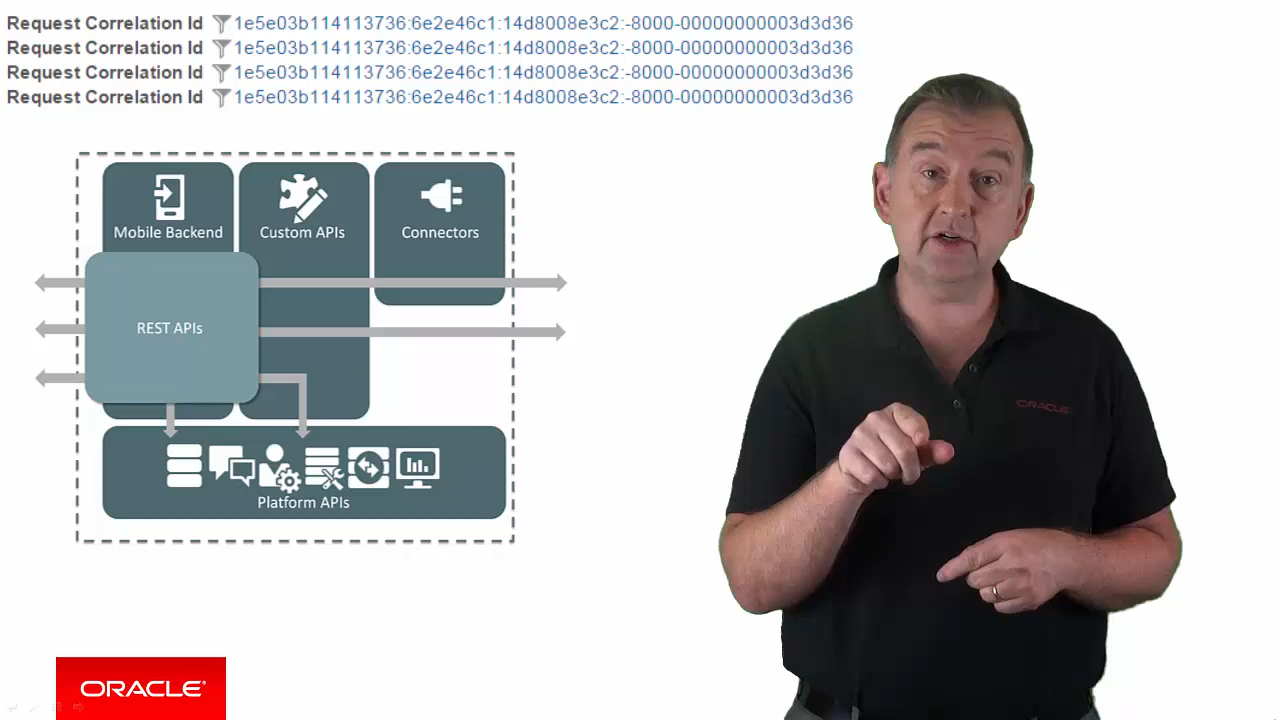 Request Correlation Id 1e5e03b114113736:6e2e46c1:14d8008e3c2:-8000-00000000003d3d36
Request Correlation Id 1e5e03b114113736:6e2e46c1:14d8008e3c2:-8000-00000000003d3d36
Request Correlation Id 1e5e03b114113736:6e2e46c1:14d8008e3c2:-8000-00000000003d3d36
Request Correlation Id 1e5e03b114113736:6e2e46c1:14d8008e3c2:-8000-00000000003d3d36
Mobile Backend
Custom APIs
Connectors
REST APIs
Platform APIs
ORACLE
ORACLE®